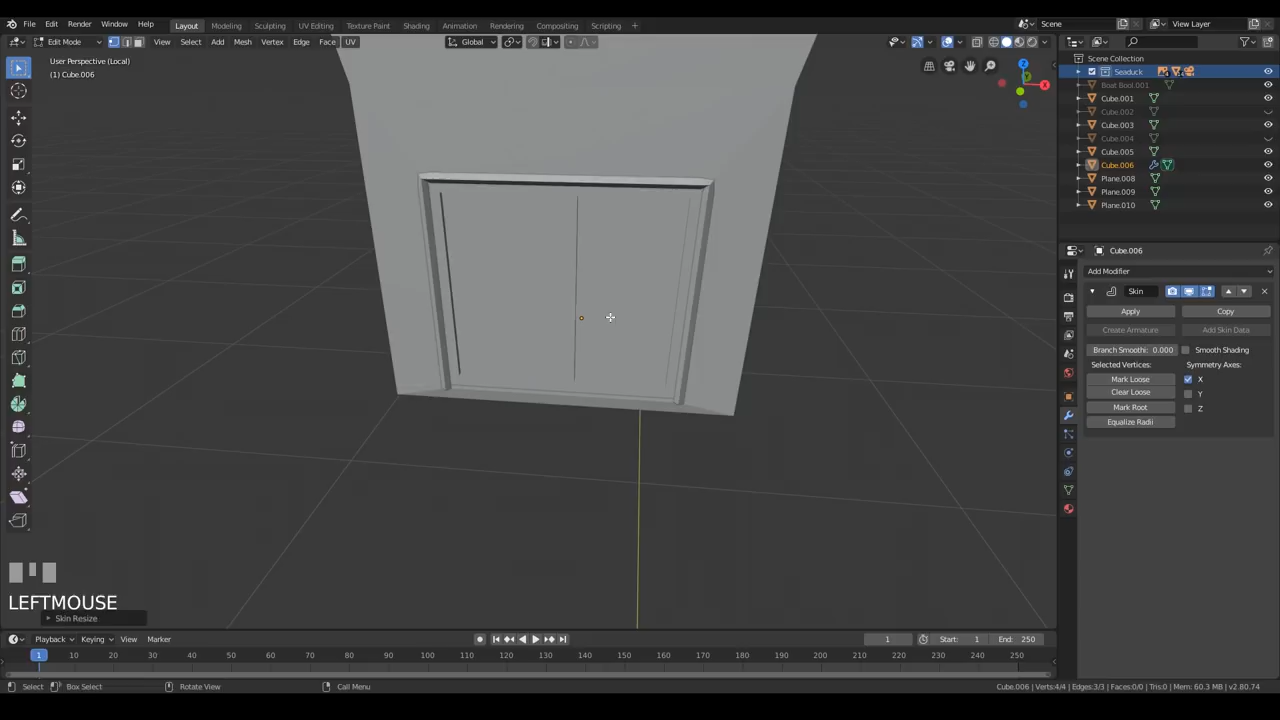 File Edit Render Window Help Layout Modeling Sculpting UV Editing Texture Paint Shading Animation Rendering Compositing Scripting + Scene View Layer
Edit Mode View Select Add Mesh Vertex Edge Face UV Global
User Perspective (Local)
(1) Cube.006
Scene Collection
Seaduck
Boat Bool.001
Cube.001
Cube.002
Cube.003
Cube.004
Cube.005
Cube.006
Plane.008
Plane.009
Plane.010
Cube.006
Add Modifier
Skin
Apply Copy
Create Armature Add Skin Data
Branch Smoothi: 0.000 Smooth Shading
Selected Vertices: Symmetry Axes:
Mark Loose X
Clear Loose Y
Mark Root Z
Equalize Radii
LEFTMOUSE
Skin Resize
Playback Keying View Marker 1 Start: 1 End: 250
1 10 20 30 40 50 60 70 80 90 100 110 120 130 140 150 160 170 180 190 200 210 220 230 240 250
Select Box Select Rotate View Call Menu Cube.006 | Verts:4/4 | Edges:3/3 | Faces:0/0 | Tris:0 | Mem: 60.3 MB | v2.80.74